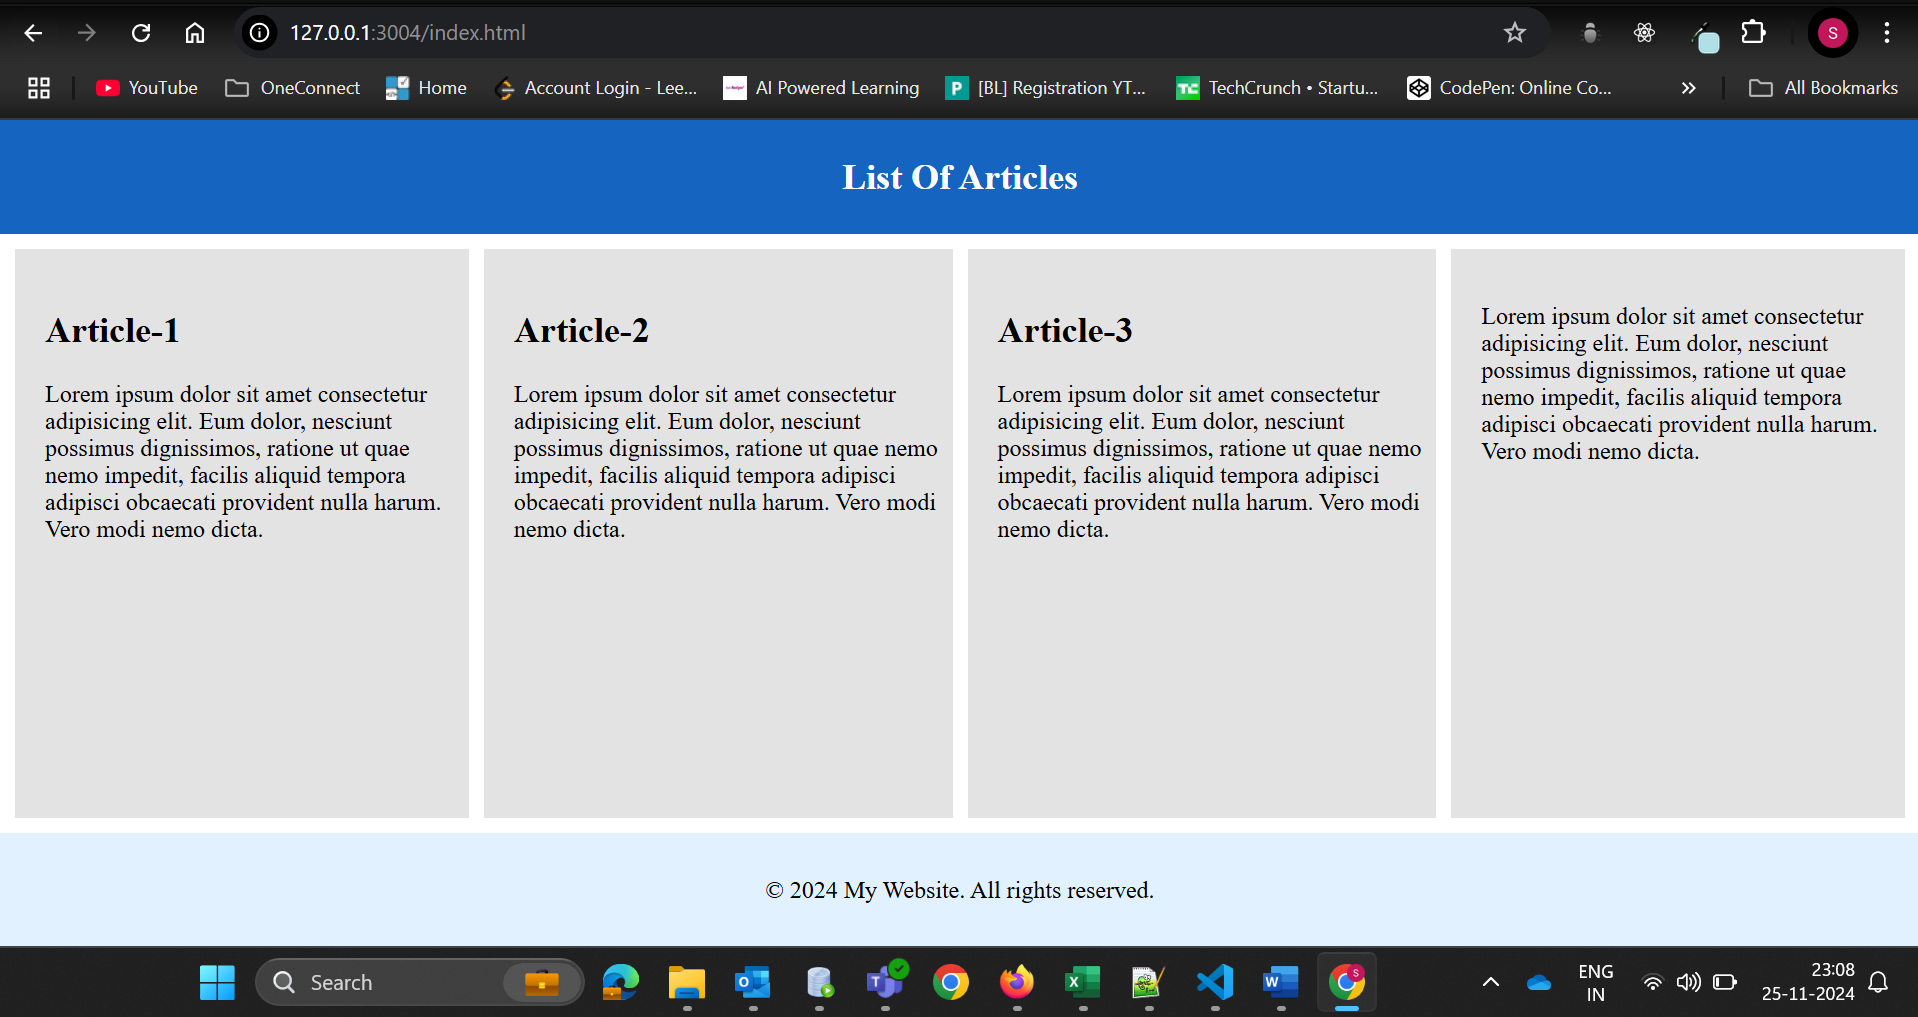 127.0.0.1:3004/index.html
S
YouTube
OneConnect
Home
Account Login - Lee...
AI Powered Learning
P
[BL] Registration YT...
TechCrunch • Startu...
CodePen: Online Co...
»
All Bookmarks
List Of Articles
Article-1
Lorem ipsum dolor sit amet consectetur
adipisicing elit. Eum dolor, nesciunt
possimus dignissimos, ratione ut quae
nemo impedit, facilis aliquid tempora
adipisci obcaecati provident nulla harum.
Vero modi nemo dicta.
Article-2
Lorem ipsum dolor sit amet consectetur
adipisicing elit. Eum dolor, nesciunt
possimus dignissimos, ratione ut quae nemo
impedit, facilis aliquid tempora adipisci
obcaecati provident nulla harum. Vero modi
nemo dicta.
Article-3
Lorem ipsum dolor sit amet consectetur
adipisicing elit. Eum dolor, nesciunt
possimus dignissimos, ratione ut quae nemo
impedit, facilis aliquid tempora adipisci
obcaecati provident nulla harum. Vero modi
nemo dicta.
Lorem ipsum dolor sit amet consectetur
adipisicing elit. Eum dolor, nesciunt
possimus dignissimos, ratione ut quae
nemo impedit, facilis aliquid tempora
adipisci obcaecati provident nulla harum.
Vero modi nemo dicta.
© 2024 My Website. All rights reserved.
Search
ENG
IN
23:08
25-11-2024